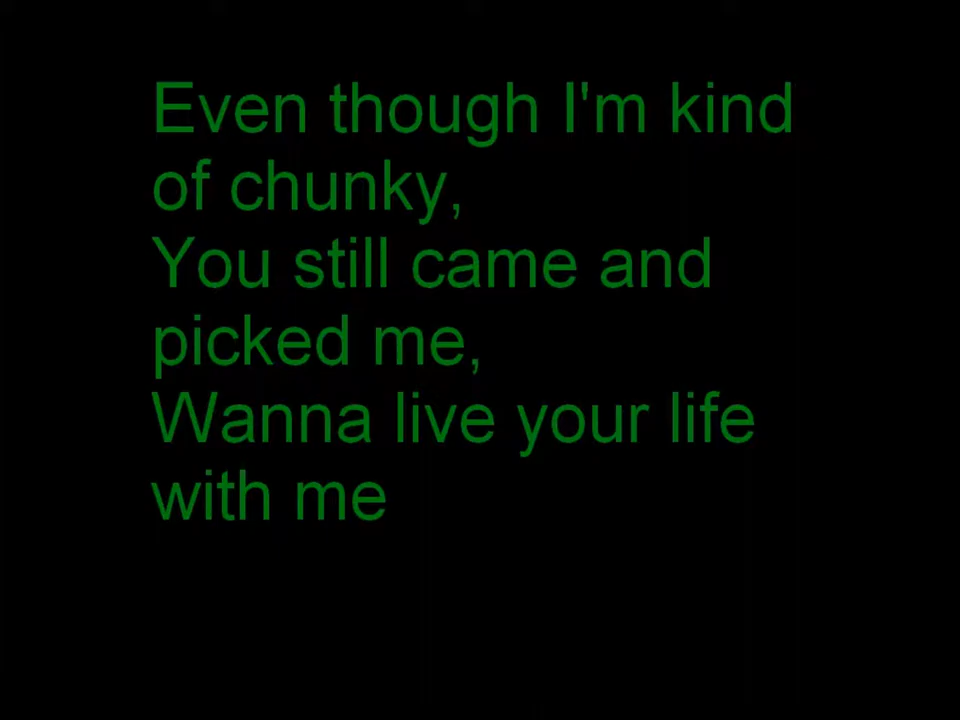 Even though I'm kind
of chunky,
You still came and
picked me,
Wanna live your life
with me